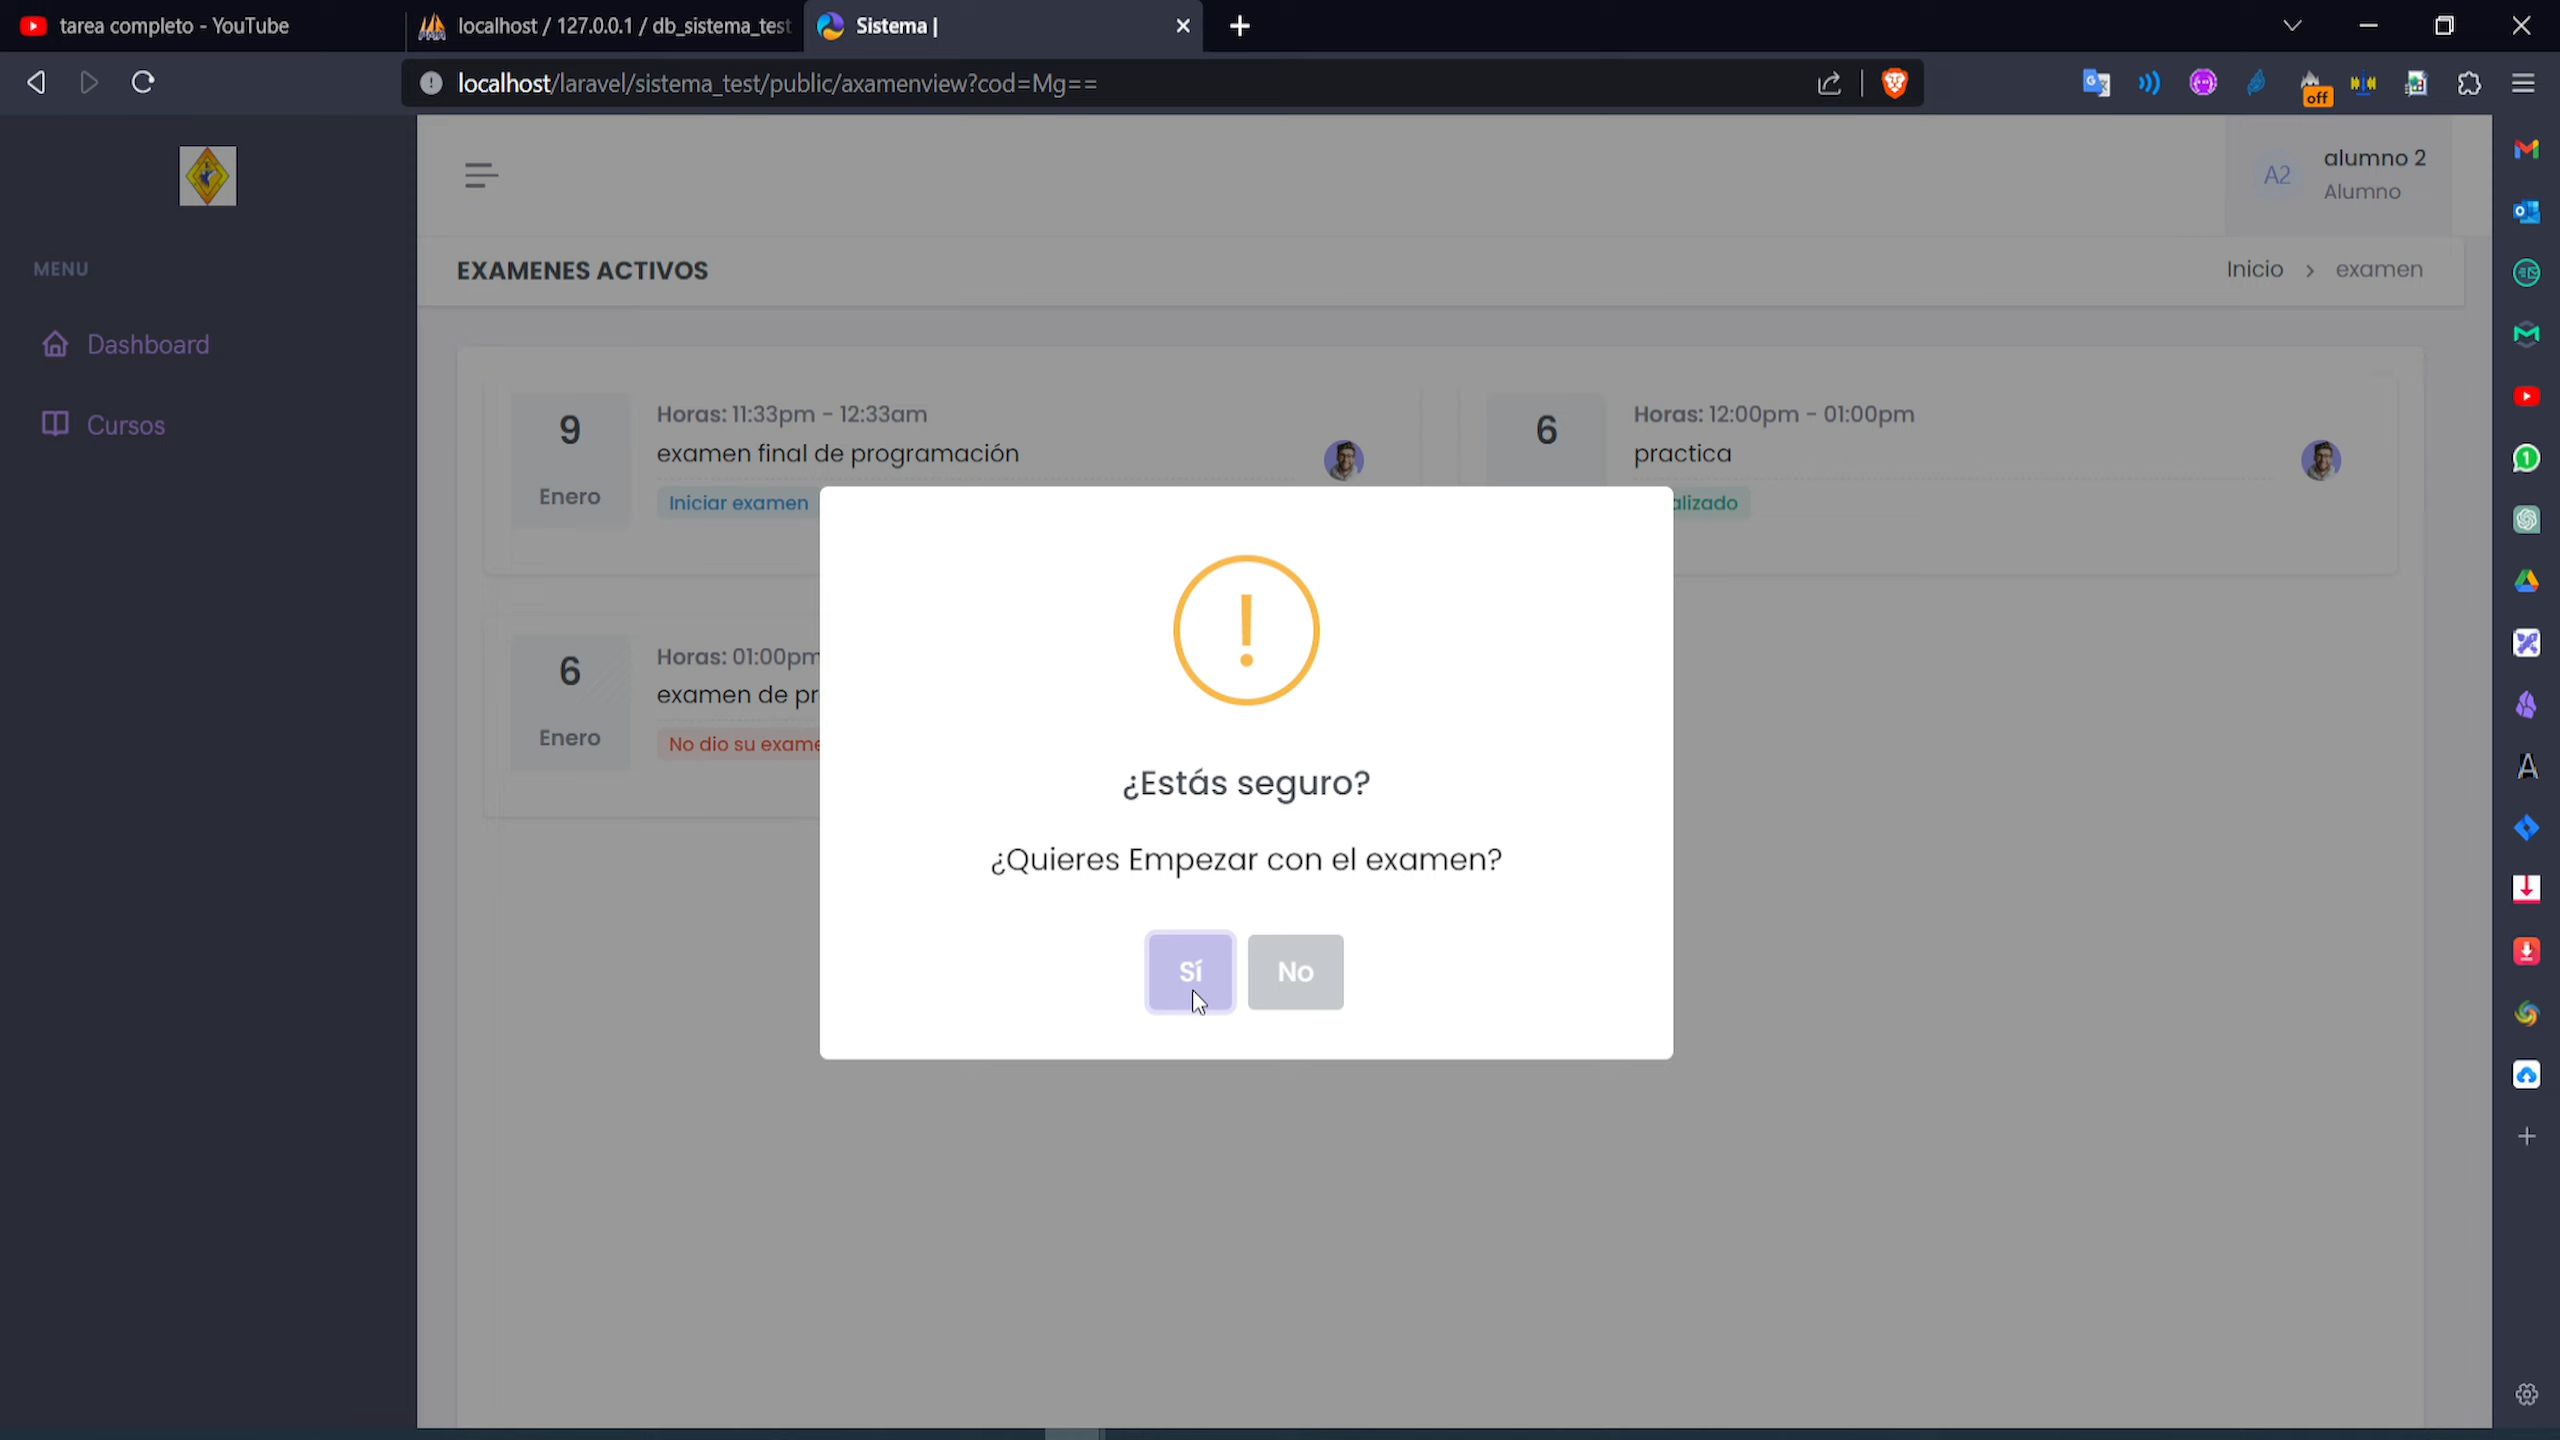 tarea completo - YouTube
localhost / 127.0.0.1 / db_sistema_test
Sistema |
localhost/laravel/sistema_test/public/axamenview?cod=Mg==
off
A2
alumno 2
Alumno
MENU
EXAMENES ACTIVOS
Inicio > examen
Dashboard
Cursos
9
Enero
Horas: 11:33pm - 12:33am
examen final de programación
Iniciar examen
6
Horas: 12:00pm - 01:00pm
practica
alizado
6
Enero
Horas: 01:00pm
examen de pr
No dio su exame
¿Estás seguro?
¿Quieres Empezar con el examen?
Sí
No
1